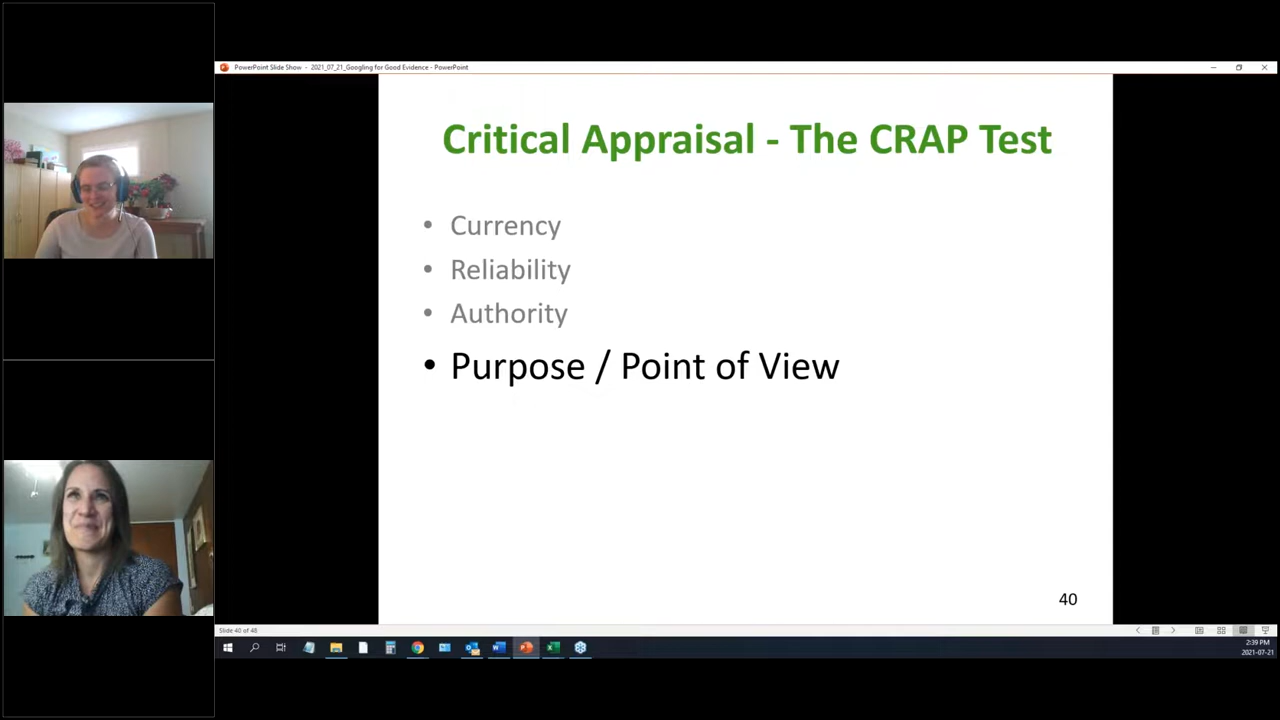 PowerPoint Slide Show - 2021_07_21_Googling for Good Evidence - PowerPoint
Critical Appraisal - The CRAP Test
• Currency
• Reliability
• Authority
• Purpose / Point of View
40
Slide 40 of 48
2:39 PM
2021-07-21